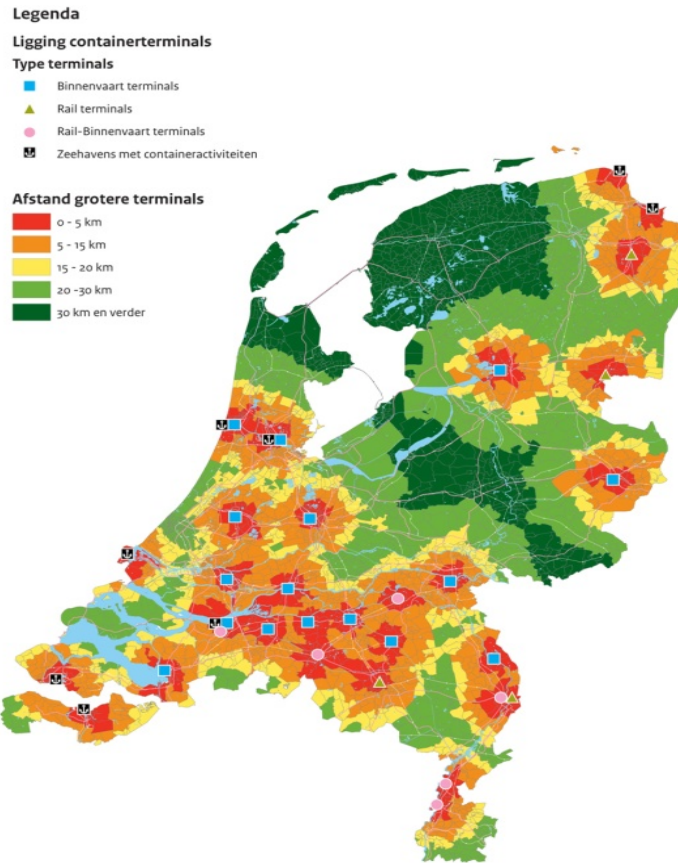 Legenda
Ligging containerterminals
Type terminals
Binnenvaart terminals
Rail terminals
Rail-Binnenvaart terminals
Zeehavens met containeractiviteiten
Afstand grotere terminals
0 - 5 km
5 - 15 km
15 - 20 km
20 -30 km
30 km en verder